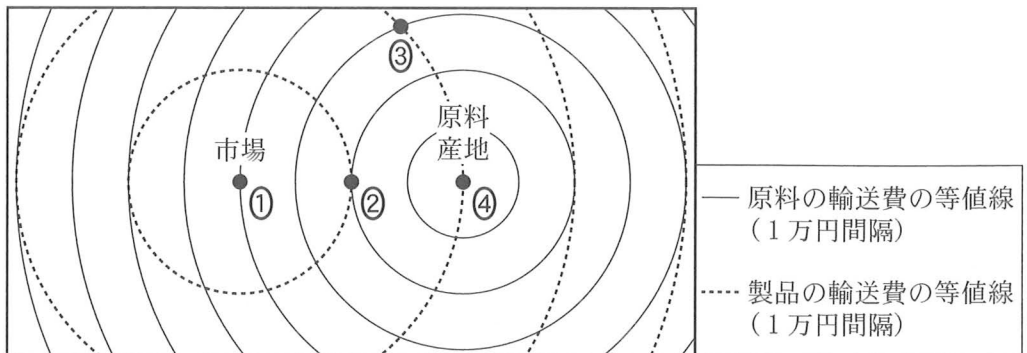 ③
原料
産地
市場
①
②
④
原料の輸送費の等値線
(1万円間隔)
製品の輸送費の等値線
(1万円間隔)